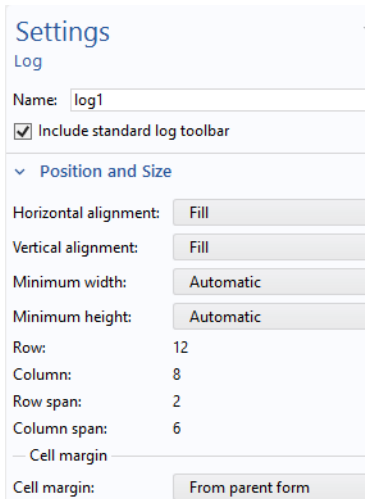 Settings
Log
Name: log1
Include standard log toolbar
Position and Size
Horizontal alignment: Fill
Vertical alignment: Fill
Minimum width: Automatic
Minimum height: Automatic
Row: 12
Column: 8
Row span: 2
Column span: 6
Cell margin
Cell margin: From parent form